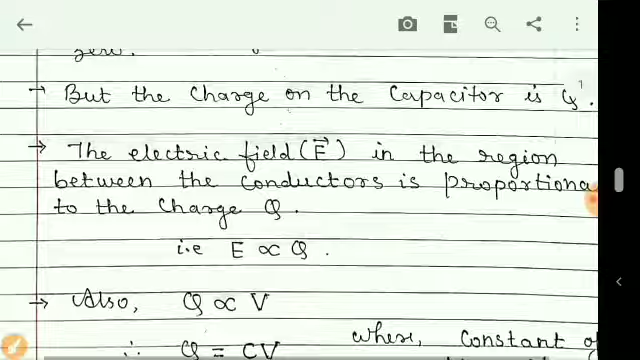 zero.
→ But the charge on the capacitor is Q'.
→ The electric field (E⃗) in the region
between the conductors is proportiona
to the charge Q.
i.e E ∝ Q.
→ Also, Q ∝ V
∴ Q = CV where, constant of